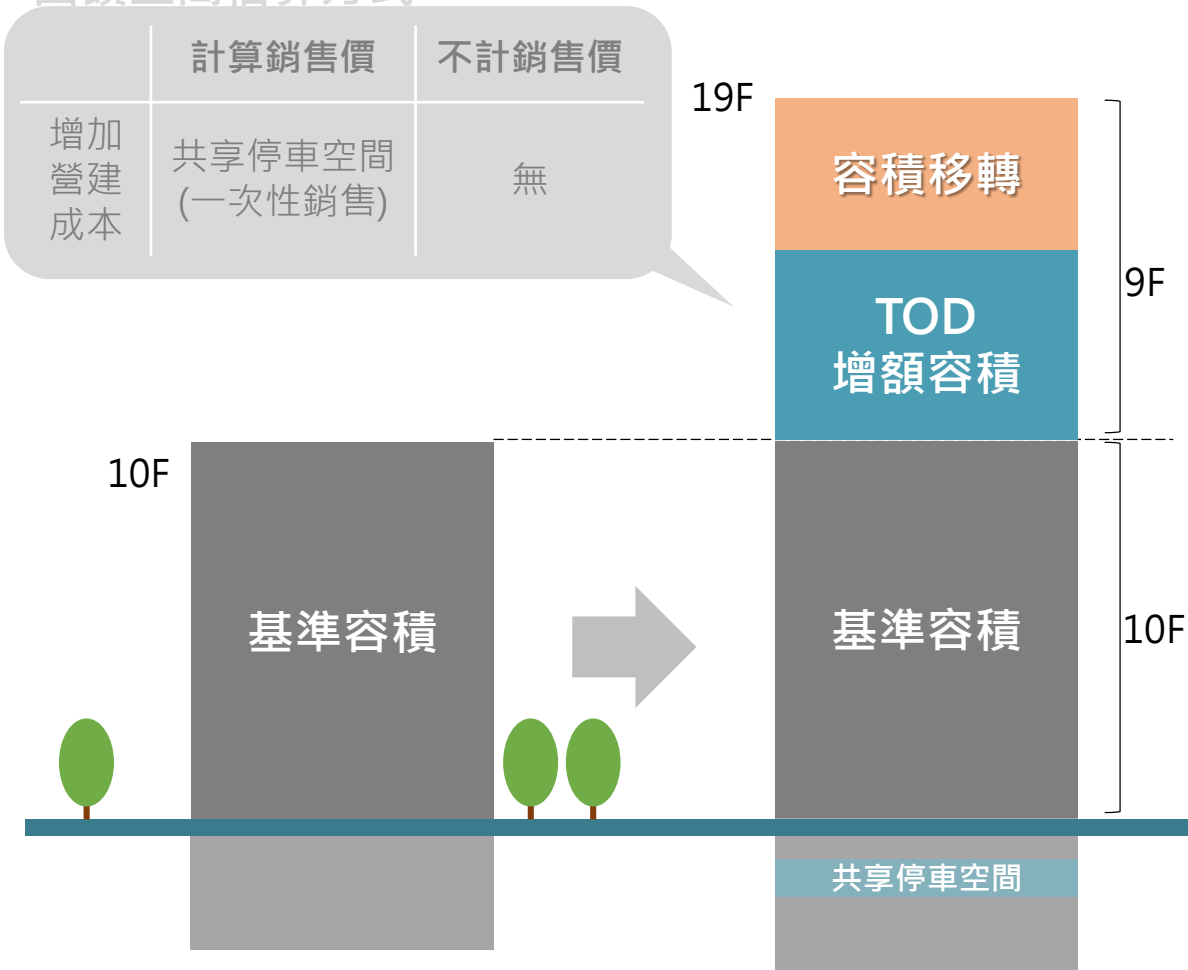 計算銷售價 不計銷售價
增加
營建
成本
共享停車空間
(一次性銷售)
無
19F
容積移轉
9F
TOD
增額容積
10F
基準容積
基準容積
10F
共享停車空間